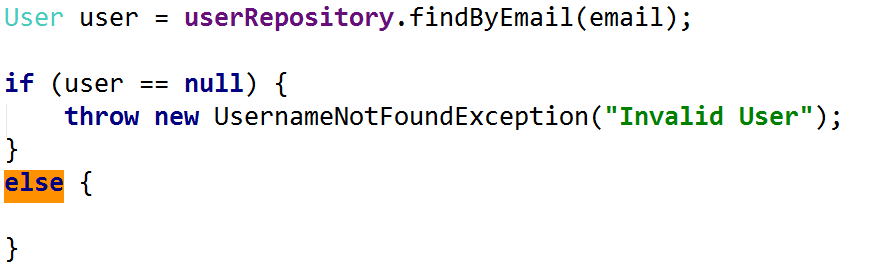 User user = userRepository.findByEmail(email);
if (user == null) {
    throw new UsernameNotFoundException("Invalid User");
}
else {
}